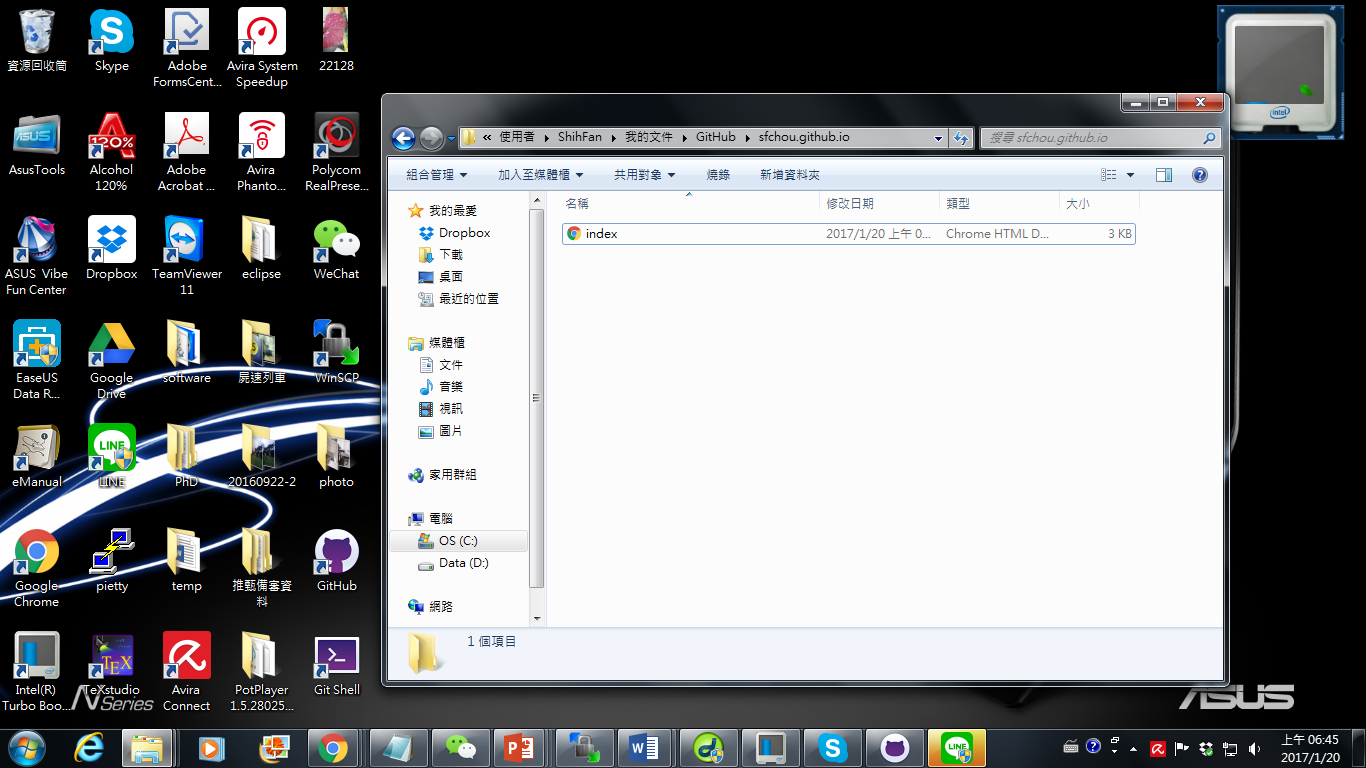 資源回收筒
Skype
Adobe
FormsCent...
Avira System
Speedup
22128
AsusTools
Alcohol
120%
Adobe
Acrobat ...
Avira
Phanto...
Polycom
RealPrese...
ASUS Vibe
Fun Center
Dropbox
TeamViewer
11
eclipse
WeChat
EaseUS
Data R...
Google
Drive
software
屍速列車
WinSCP
eManual
LINE
PhD
20160922-2
photo
Google
Chrome
pietty
temp
推甄備審資
料
GitHub
Intel(R)
Turbo Boo...
TeXstudio
Avira
Connect
PotPlayer
1.5.28025...
Git Shell
N Series
« 使用者 ShihFan 我的文件 GitHub sfchou.github.io
搜尋 sfchou.github.io
組合管理 加入至媒體櫃 共用對象 燒錄 新增資料夾
我的最愛
Dropbox
下載
桌面
最近的位置
媒體櫃
文件
音樂
視訊
圖片
家用群組
電腦
OS (C:)
Data (D:)
網路
名稱 修改日期 類型 大小
index 2017/1/20 上午 0... Chrome HTML D... 3 KB
1 個項目
intel
ASUS
上午 06:45
2017/1/20